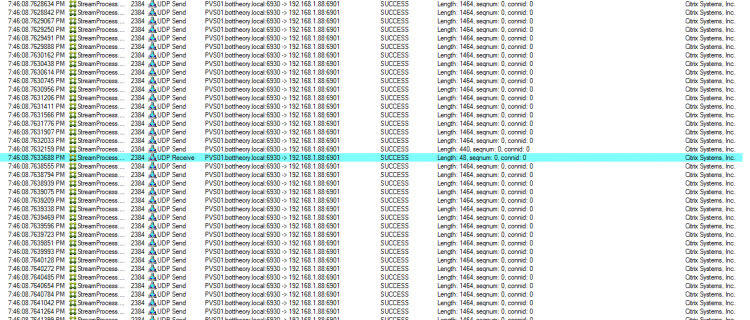 7:46:08.7628634 PM StreamProcess... 2384 UDP Send PVS01.bottheory.local:6930 -> 192.168.1.88:6901 SUCCESS Length: 1464, seqnum: 0, connid: 0 Citrix Systems, Inc.
7:46:08.7628842 PM StreamProcess... 2384 UDP Send PVS01.bottheory.local:6930 -> 192.168.1.88:6901 SUCCESS Length: 1464, seqnum: 0, connid: 0 Citrix Systems, Inc.
7:46:08.7629067 PM StreamProcess... 2384 UDP Send PVS01.bottheory.local:6930 -> 192.168.1.88:6901 SUCCESS Length: 1464, seqnum: 0, connid: 0 Citrix Systems, Inc.
7:46:08.7629250 PM StreamProcess... 2384 UDP Send PVS01.bottheory.local:6930 -> 192.168.1.88:6901 SUCCESS Length: 1464, seqnum: 0, connid: 0 Citrix Systems, Inc.
7:46:08.7629491 PM StreamProcess... 2384 UDP Send PVS01.bottheory.local:6930 -> 192.168.1.88:6901 SUCCESS Length: 1464, seqnum: 0, connid: 0 Citrix Systems, Inc.
7:46:08.7629888 PM StreamProcess... 2384 UDP Send PVS01.bottheory.local:6930 -> 192.168.1.88:6901 SUCCESS Length: 1464, seqnum: 0, connid: 0 Citrix Systems, Inc.
7:46:08.7630162 PM StreamProcess... 2384 UDP Send PVS01.bottheory.local:6930 -> 192.168.1.88:6901 SUCCESS Length: 1464, seqnum: 0, connid: 0 Citrix Systems, Inc.
7:46:08.7630438 PM StreamProcess... 2384 UDP Send PVS01.bottheory.local:6930 -> 192.168.1.88:6901 SUCCESS Length: 1464, seqnum: 0, connid: 0 Citrix Systems, Inc.
7:46:08.7630614 PM StreamProcess... 2384 UDP Send PVS01.bottheory.local:6930 -> 192.168.1.88:6901 SUCCESS Length: 1464, seqnum: 0, connid: 0 Citrix Systems, Inc.
7:46:08.7630745 PM StreamProcess... 2384 UDP Send PVS01.bottheory.local:6930 -> 192.168.1.88:6901 SUCCESS Length: 1464, seqnum: 0, connid: 0 Citrix Systems, Inc.
7:46:08.7630956 PM StreamProcess... 2384 UDP Send PVS01.bottheory.local:6930 -> 192.168.1.88:6901 SUCCESS Length: 1464, seqnum: 0, connid: 0 Citrix Systems, Inc.
7:46:08.7631206 PM StreamProcess... 2384 UDP Send PVS01.bottheory.local:6930 -> 192.168.1.88:6901 SUCCESS Length: 1464, seqnum: 0, connid: 0 Citrix Systems, Inc.
7:46:08.7631411 PM StreamProcess... 2384 UDP Send PVS01.bottheory.local:6930 -> 192.168.1.88:6901 SUCCESS Length: 1464, seqnum: 0, connid: 0 Citrix Systems, Inc.
7:46:08.7631566 PM StreamProcess... 2384 UDP Send PVS01.bottheory.local:6930 -> 192.168.1.88:6901 SUCCESS Length: 1464, seqnum: 0, connid: 0 Citrix Systems, Inc.
7:46:08.7631776 PM StreamProcess... 2384 UDP Send PVS01.bottheory.local:6930 -> 192.168.1.88:6901 SUCCESS Length: 1464, seqnum: 0, connid: 0 Citrix Systems, Inc.
7:46:08.7631907 PM StreamProcess... 2384 UDP Send PVS01.bottheory.local:6930 -> 192.168.1.88:6901 SUCCESS Length: 1464, seqnum: 0, connid: 0 Citrix Systems, Inc.
7:46:08.7632033 PM StreamProcess... 2384 UDP Send PVS01.bottheory.local:6930 -> 192.168.1.88:6901 SUCCESS Length: 1464, seqnum: 0, connid: 0 Citrix Systems, Inc.
7:46:08.7632159 PM StreamProcess... 2384 UDP Send PVS01.bottheory.local:6930 -> 192.168.1.88:6901 SUCCESS Length: 440, seqnum: 0, connid: 0 Citrix Systems, Inc.
7:46:08.7633688 PM StreamProcess... 2384 UDP Receive PVS01.bottheory.local:6930 -> 192.168.1.88:6901 SUCCESS Length: 48, seqnum: 0, connid: 0 Citrix Systems, Inc.
7:46:08.7638555 PM StreamProcess... 2384 UDP Send PVS01.bottheory.local:6930 -> 192.168.1.88:6901 SUCCESS Length: 1464, seqnum: 0, connid: 0 Citrix Systems, Inc.
7:46:08.7638794 PM StreamProcess... 2384 UDP Send PVS01.bottheory.local:6930 -> 192.168.1.88:6901 SUCCESS Length: 1464, seqnum: 0, connid: 0 Citrix Systems, Inc.
7:46:08.7638939 PM StreamProcess... 2384 UDP Send PVS01.bottheory.local:6930 -> 192.168.1.88:6901 SUCCESS Length: 1464, seqnum: 0, connid: 0 Citrix Systems, Inc.
7:46:08.7639075 PM StreamProcess... 2384 UDP Send PVS01.bottheory.local:6930 -> 192.168.1.88:6901 SUCCESS Length: 1464, seqnum: 0, connid: 0 Citrix Systems, Inc.
7:46:08.7639209 PM StreamProcess... 2384 UDP Send PVS01.bottheory.local:6930 -> 192.168.1.88:6901 SUCCESS Length: 1464, seqnum: 0, connid: 0 Citrix Systems, Inc.
7:46:08.7639338 PM StreamProcess... 2384 UDP Send PVS01.bottheory.local:6930 -> 192.168.1.88:6901 SUCCESS Length: 1464, seqnum: 0, connid: 0 Citrix Systems, Inc.
7:46:08.7639469 PM StreamProcess... 2384 UDP Send PVS01.bottheory.local:6930 -> 192.168.1.88:6901 SUCCESS Length: 1464, seqnum: 0, connid: 0 Citrix Systems, Inc.
7:46:08.7639596 PM StreamProcess... 2384 UDP Send PVS01.bottheory.local:6930 -> 192.168.1.88:6901 SUCCESS Length: 1464, seqnum: 0, connid: 0 Citrix Systems, Inc.
7:46:08.7639723 PM StreamProcess... 2384 UDP Send PVS01.bottheory.local:6930 -> 192.168.1.88:6901 SUCCESS Length: 1464, seqnum: 0, connid: 0 Citrix Systems, Inc.
7:46:08.7639851 PM StreamProcess... 2384 UDP Send PVS01.bottheory.local:6930 -> 192.168.1.88:6901 SUCCESS Length: 1464, seqnum: 0, connid: 0 Citrix Systems, Inc.
7:46:08.7639993 PM StreamProcess... 2384 UDP Send PVS01.bottheory.local:6930 -> 192.168.1.88:6901 SUCCESS Length: 1464, seqnum: 0, connid: 0 Citrix Systems, Inc.
7:46:08.7640128 PM StreamProcess... 2384 UDP Send PVS01.bottheory.local:6930 -> 192.168.1.88:6901 SUCCESS Length: 1464, seqnum: 0, connid: 0 Citrix Systems, Inc.
7:46:08.7640272 PM StreamProcess... 2384 UDP Send PVS01.bottheory.local:6930 -> 192.168.1.88:6901 SUCCESS Length: 1464, seqnum: 0, connid: 0 Citrix Systems, Inc.
7:46:08.7640485 PM StreamProcess... 2384 UDP Send PVS01.bottheory.local:6930 -> 192.168.1.88:6901 SUCCESS Length: 1464, seqnum: 0, connid: 0 Citrix Systems, Inc.
7:46:08.7640654 PM StreamProcess... 2384 UDP Send PVS01.bottheory.local:6930 -> 192.168.1.88:6901 SUCCESS Length: 1464, seqnum: 0, connid: 0 Citrix Systems, Inc.
7:46:08.7640784 PM StreamProcess... 2384 UDP Send PVS01.bottheory.local:6930 -> 192.168.1.88:6901 SUCCESS Length: 1464, seqnum: 0, connid: 0 Citrix Systems, Inc.
7:46:08.7641042 PM StreamProcess... 2384 UDP Send PVS01.bottheory.local:6930 -> 192.168.1.88:6901 SUCCESS Length: 1464, seqnum: 0, connid: 0 Citrix Systems, Inc.
7:46:08.7641264 PM StreamProcess... 2384 UDP Send PVS01.bottheory.local:6930 -> 192.168.1.88:6901 SUCCESS Length: 1464, seqnum: 0, connid: 0 Citrix Systems, Inc.